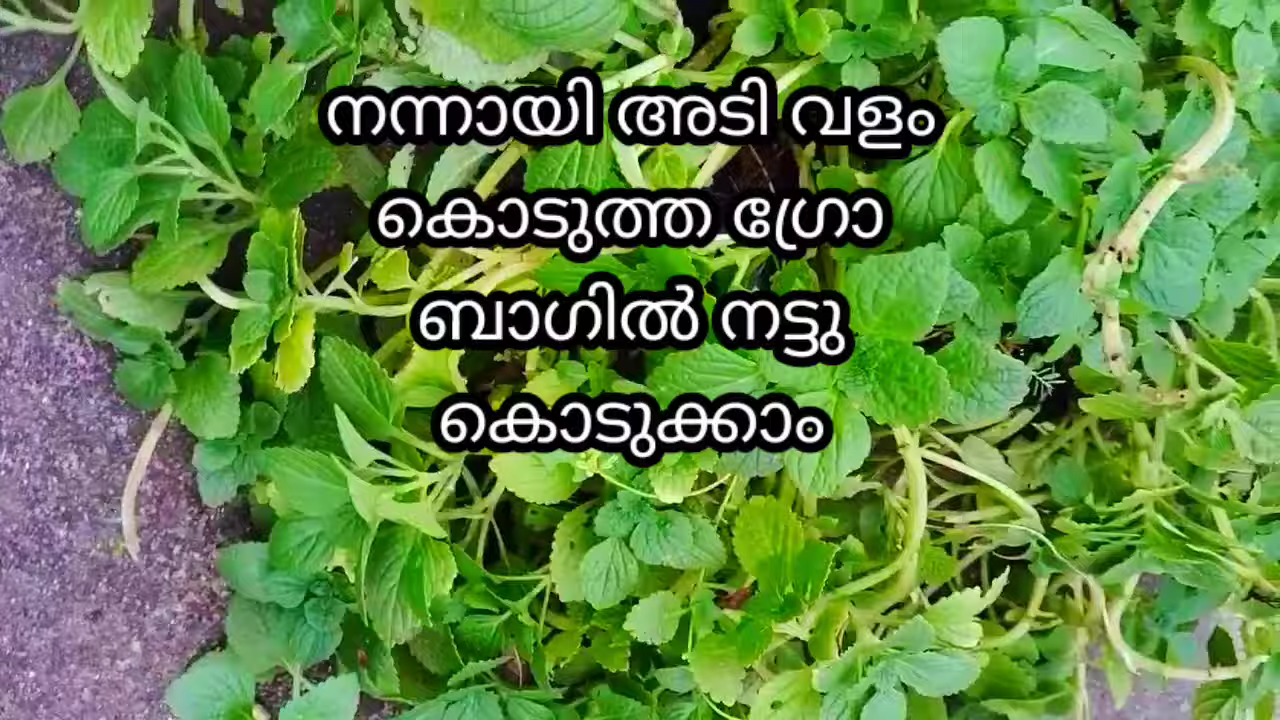 നന്നായി അടി വളം
കൊടുത്ത ഗ്രോ
ബാഗിൽ നട്ടു
കൊടുക്കാം